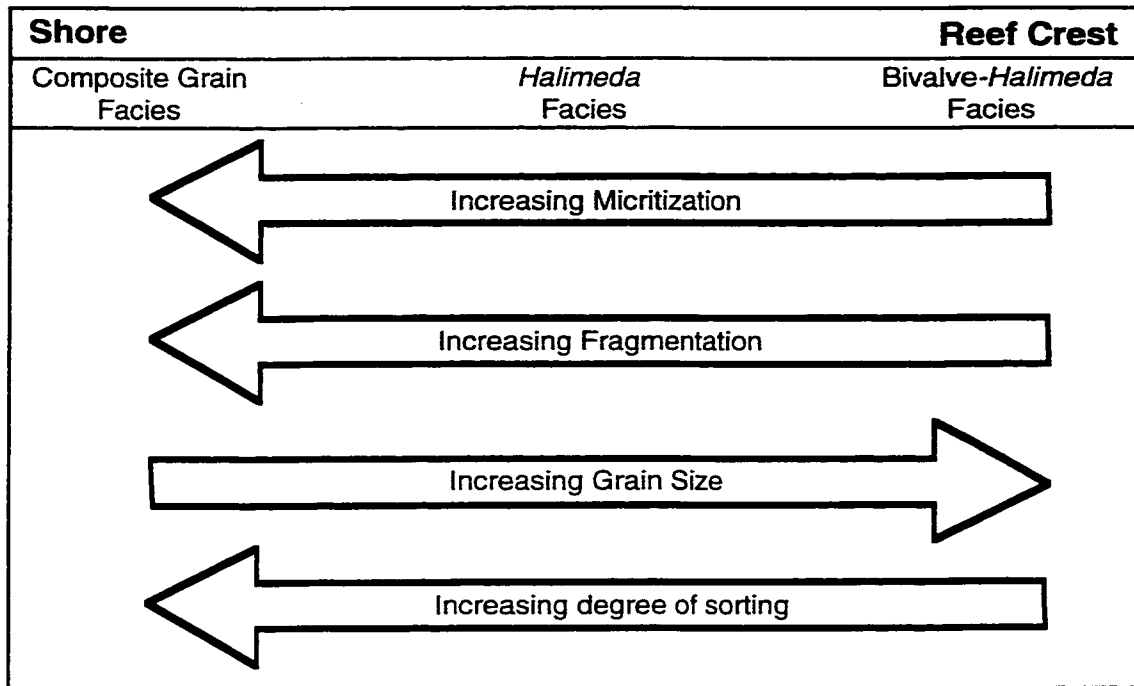 Shore Reef Crest
Composite Grain Halimeda Bivalve-Halimeda
Facies Facies Facies
Increasing Micritization
Increasing Fragmentation
Increasing Grain Size
Increasing degree of sorting